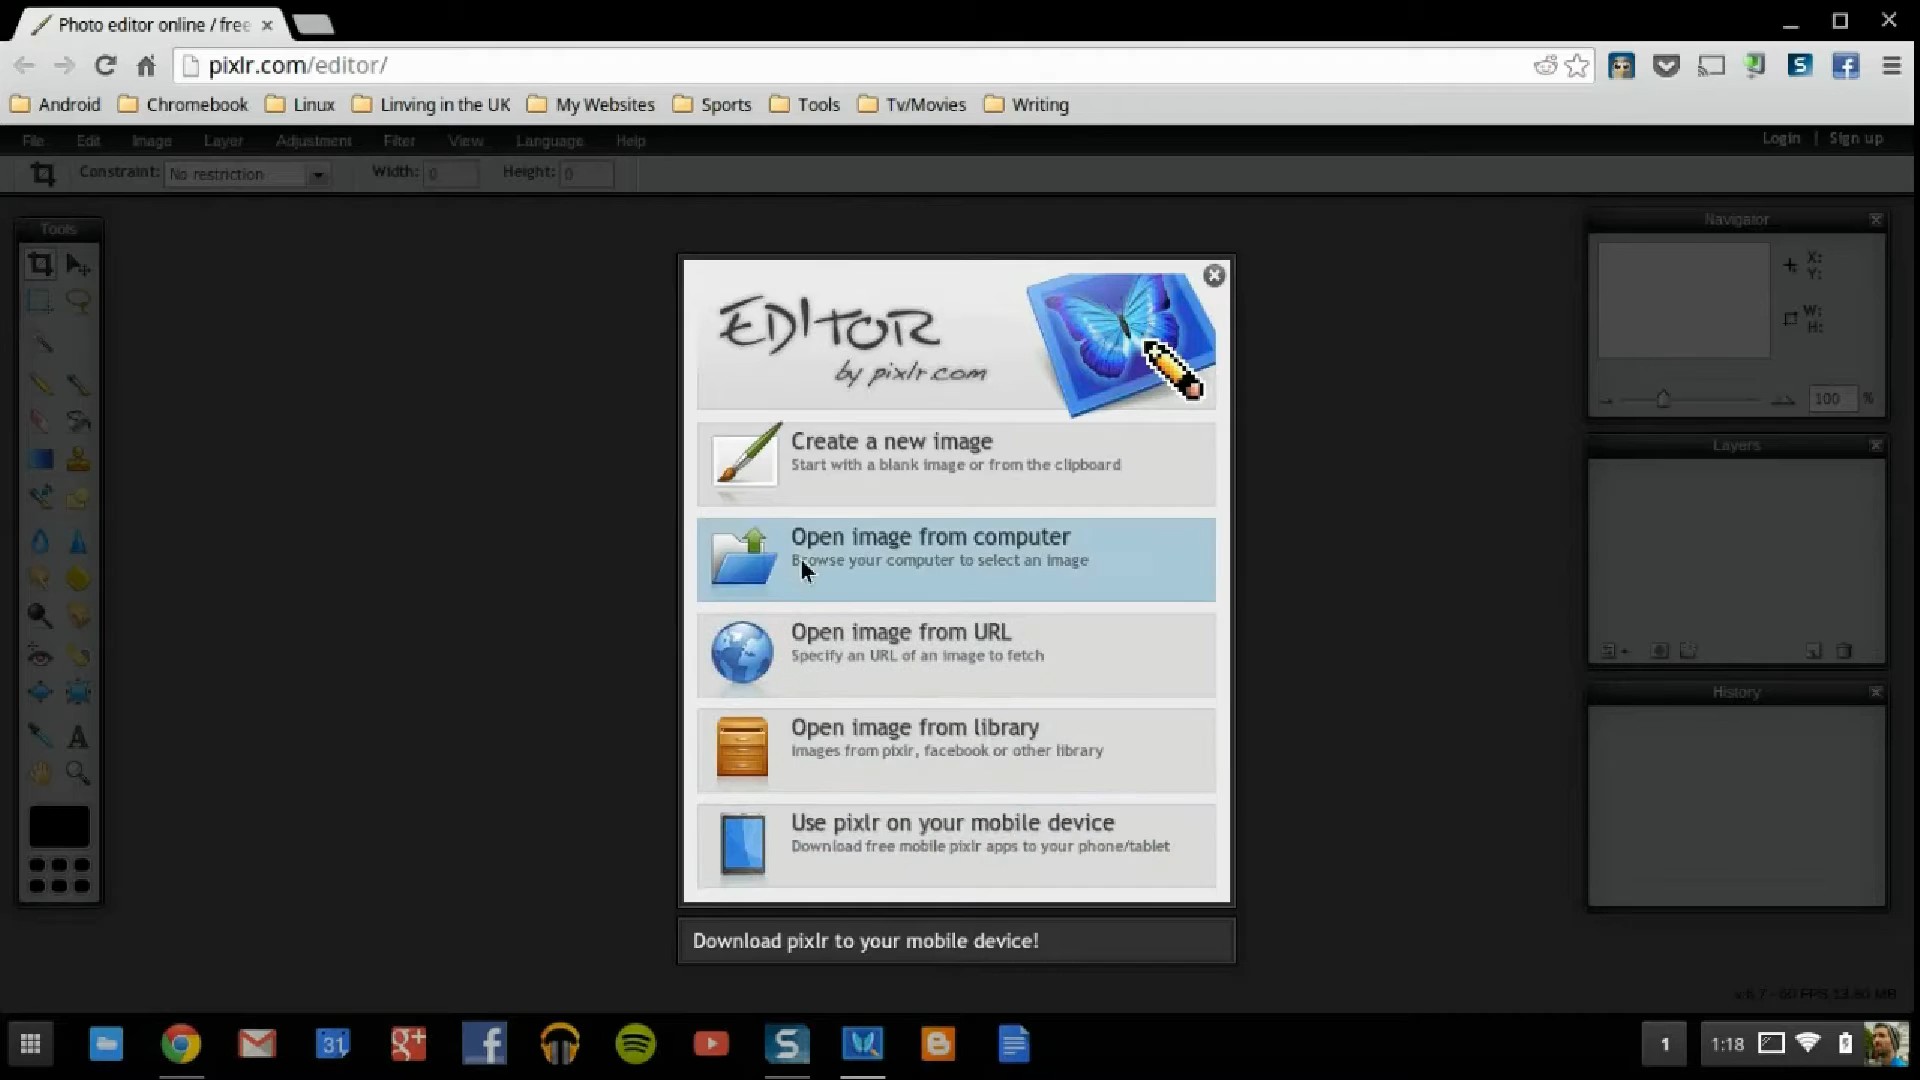 Photo editor online / free
pixlr.com/editor/
Android Chromebook Linux Linving in the UK My Websites Sports Tools Tv/Movies Writing
File Edit Image Layer Adjustment Filter View Language Help Login | Sign up
Constraint: No restriction Width: 0 Height: 0
Tools
Navigator
X:
Y:
W:
H:
100 %
Layers
History
EDITOR
by pixlr.com
Create a new image
Start with a blank image or from the clipboard
Open image from computer
Browse your computer to select an image
Open image from URL
Specify an URL of an image to fetch
Open image from library
Images from pixlr, facebook or other library
Use pixlr on your mobile device
Download free mobile pixlr apps to your phone/tablet
Download pixlr to your mobile device!
31 g+ 1 1:18